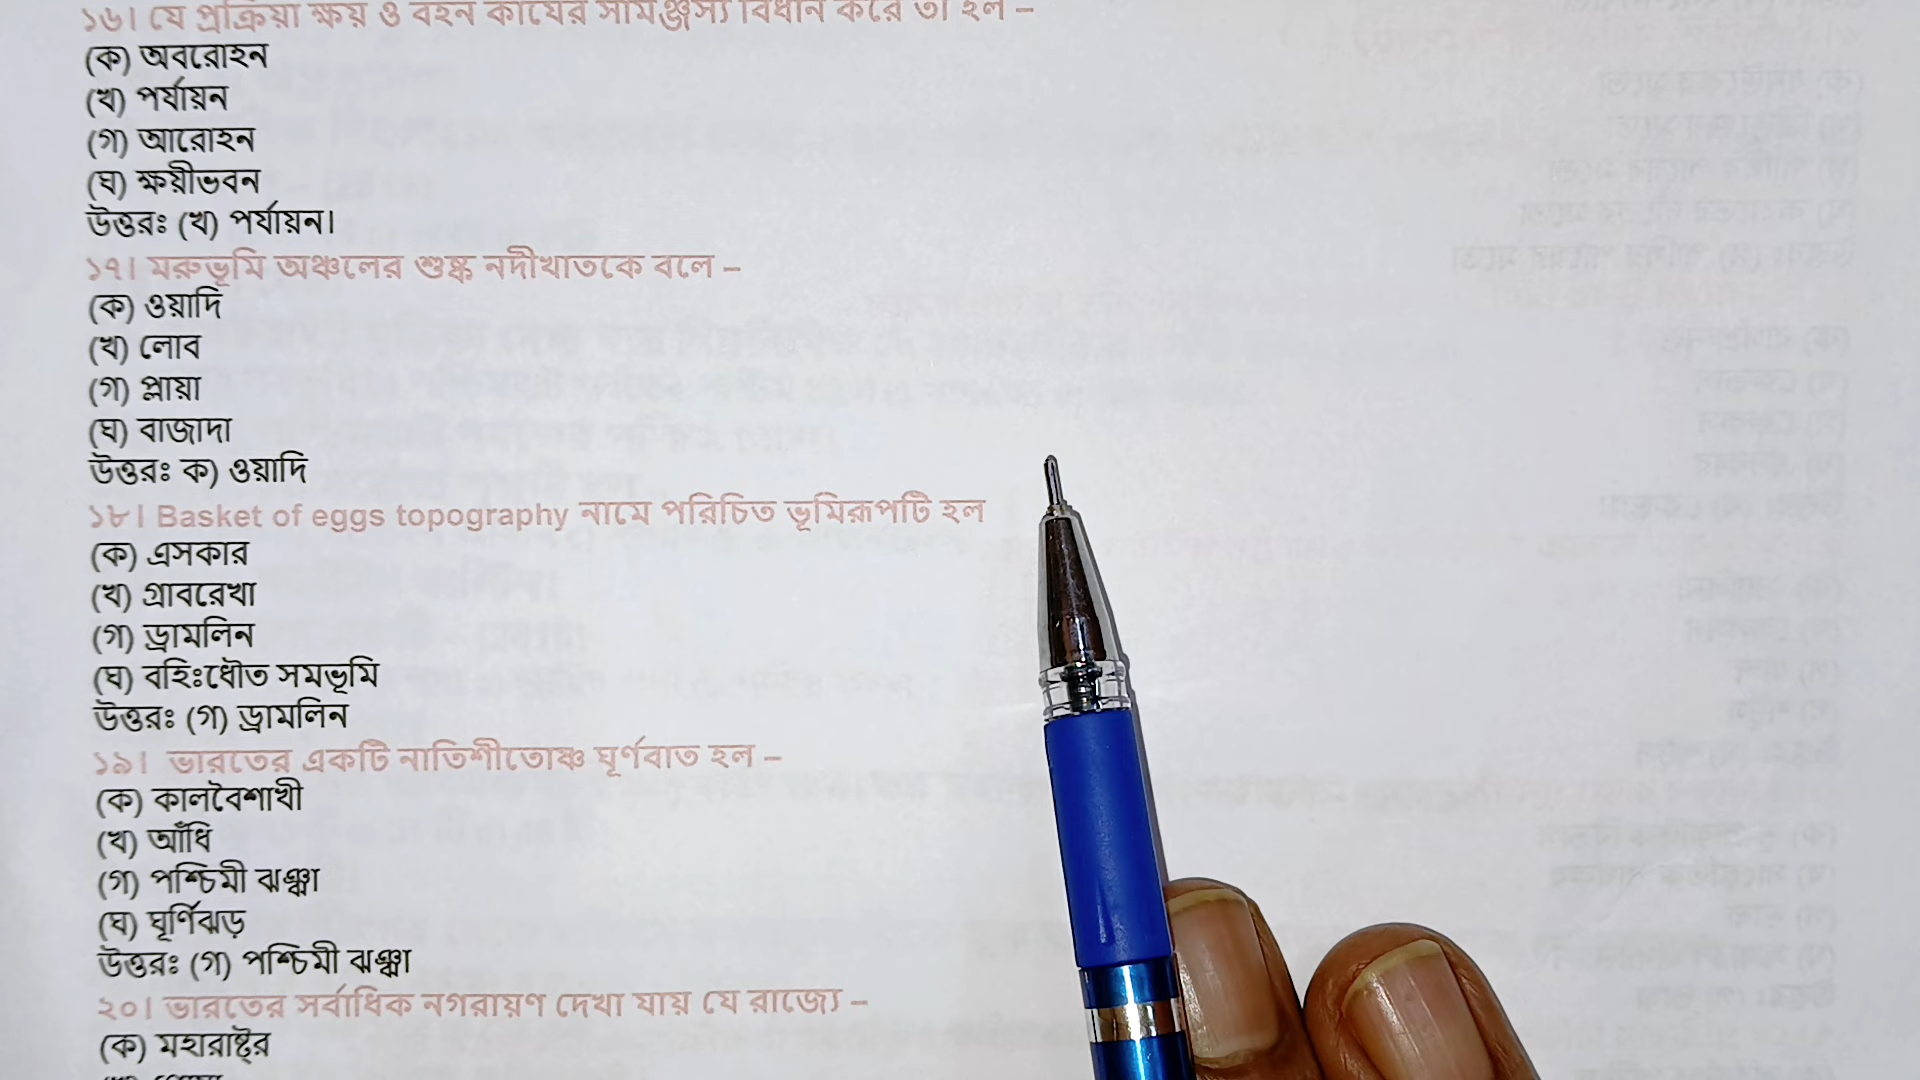 ১৬। যে প্রক্রিয়া ক্ষয় ও বহন কাযের সামঞ্জস্য বিধান করে তা হল –
(ক) অবরোহন
(খ) পর্যায়ন
(গ) আরোহন
(ঘ) ক্ষয়ীভবন
উত্তরঃ (খ) পর্যায়ন।
১৭। মরুভূমি অঞ্চলের শুষ্ক নদীখাতকে বলে –
(ক) ওয়াদি
(খ) লোব
(গ) প্লায়া
(ঘ) বাজাদা
উত্তরঃ ক) ওয়াদি
১৮। Basket of eggs topography নামে পরিচিত ভূমিরূপটি হল
(ক) এসকার
(খ) গ্রাবরেখা
(গ) ড্রামলিন
(ঘ) বহিঃধৌত সমভূমি
উত্তরঃ (গ) ড্রামলিন
১৯। ভারতের একটি নাতিশীতোষ্ণ ঘূর্ণবাত হল –
(ক) কালবৈশাখী
(খ) আঁধি
(গ) পশ্চিমী ঝঞ্ঝা
(ঘ) ঘূর্ণিঝড়
উত্তরঃ (গ) পশ্চিমী ঝঞ্ঝা
২০। ভারতের সর্বাধিক নগরায়ণ দেখা যায় যে রাজ্যে –
(ক) মহারাষ্ট্র